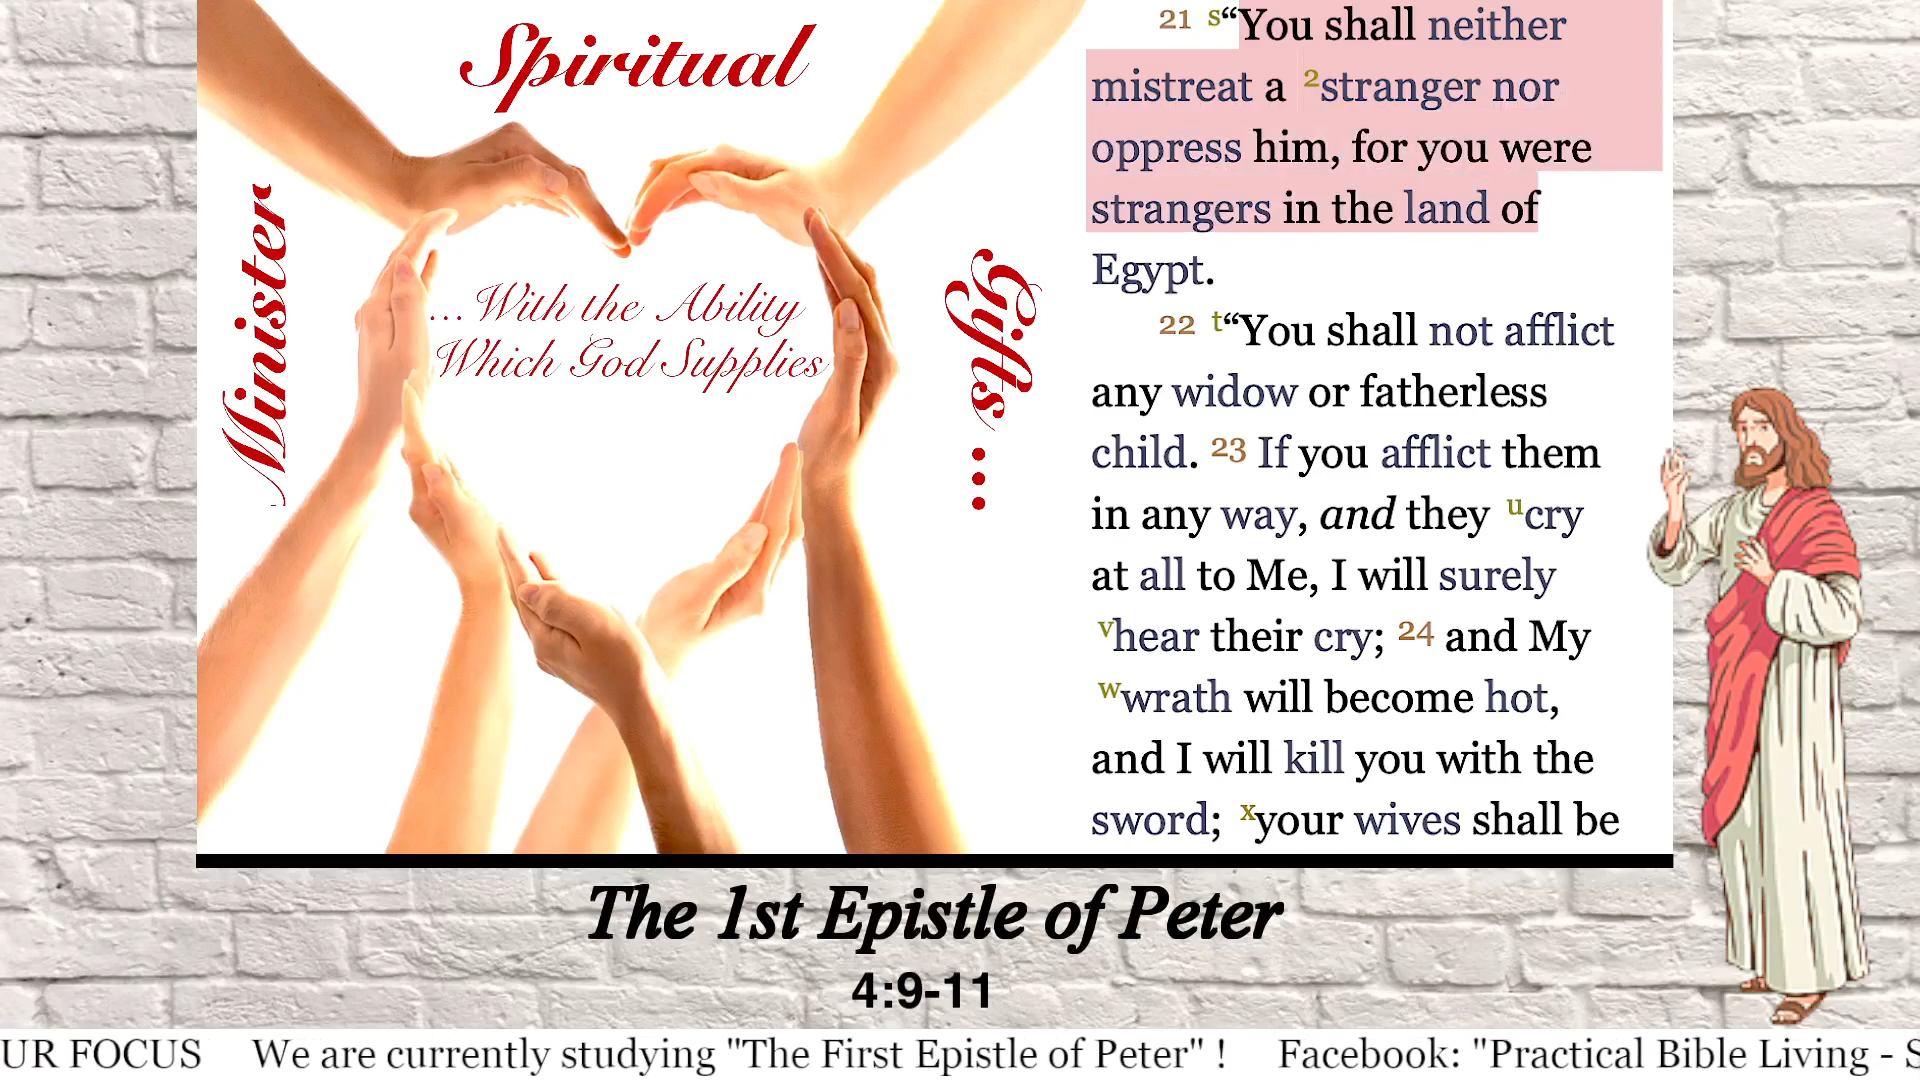 Spiritual
Minister
Gifts ...
... With the Ability
Which God Supplies
21 s“You shall neither
mistreat a 2stranger nor
oppress him, for you were
strangers in the land of
Egypt.
22 t“You shall not afflict
any widow or fatherless
child. 23 If you afflict them
in any way, and they ucry
at all to Me, I will surely
vhear their cry; 24 and My
wwrath will become hot,
and I will kill you with the
sword; xyour wives shall be
The 1st Epistle of Peter
4:9-11
UR FOCUS We are currently studying "The First Epistle of Peter" ! Facebook: "Practical Bible Living - S